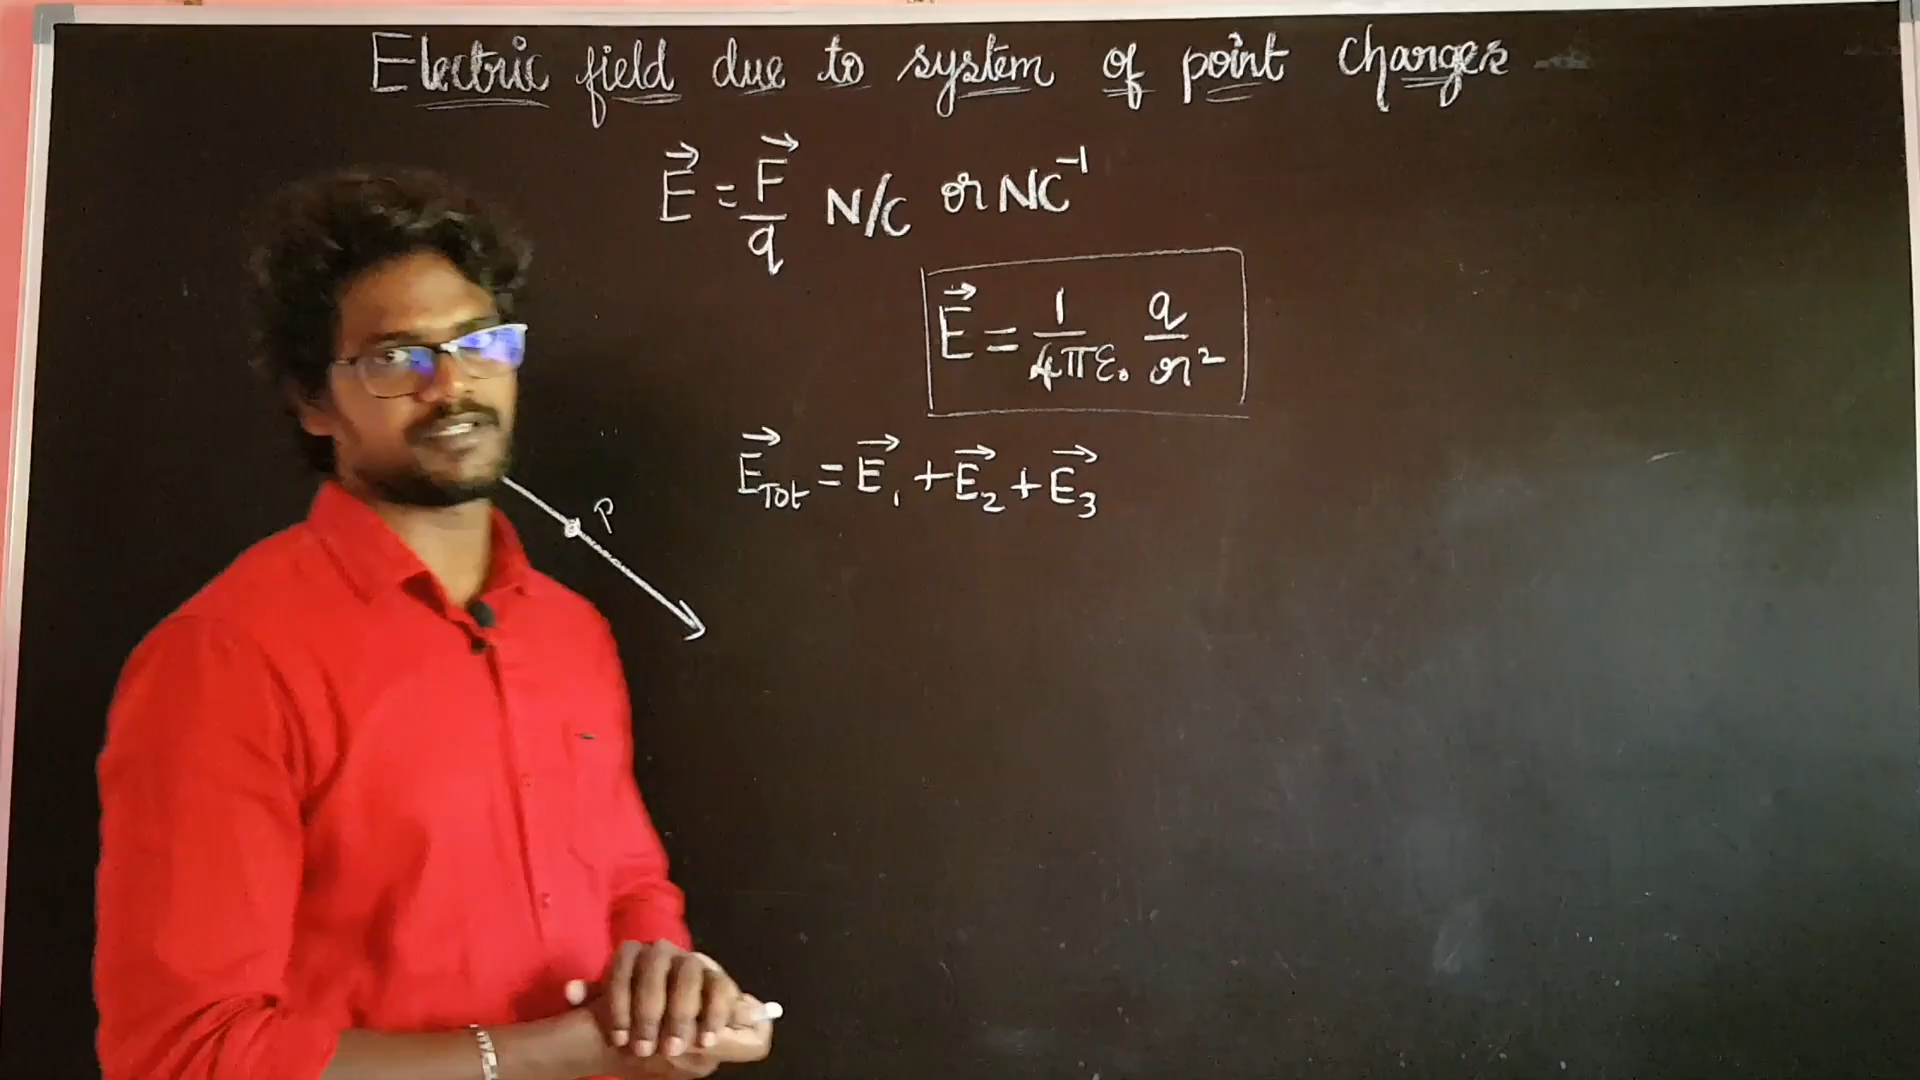 Electric field due to system of point charges
E⃗ = F⃗/q N/C or NC⁻¹
E⃗ = 1/4πε₀ q/r²
E⃗Tot = E⃗₁ + E⃗₂ + E⃗₃
P